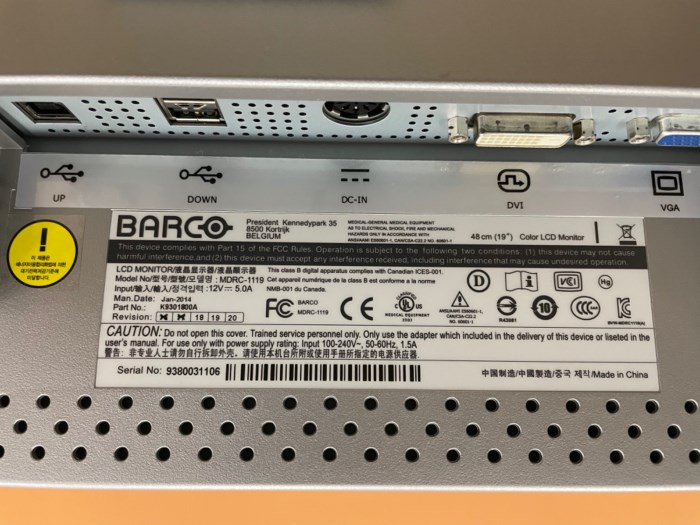 UP
DOWN
DC-IN
DVI
VGA
BARCO
President Kennedypark 35
8500 Kortrijk
BELGIUM
MEDICAL-GENERAL MEDICAL EQUIPMENT
AS TO ELECTRICAL SHOCK, FIRE AND MECHANICAL
HAZARDS ONLY IN ACCORDANCE WITH
48 cm (19") Color LCD Monitor
This device complies with Part 15 of the FCC Rules. Operation is subject to the following two conditions: (1) this device may not cause
harmful interference.and (2) this device must accept any interference received, including interference that may cause undesired operation.
LCD MONITOR/液晶显示器/液晶顯示器
This class B digital apparatus complies with Canadian ICES-001.
Model No/型号/型號/모델명: MDRC-1119
Cet appareil numérique de la class B est conforme a la norme
Input/输入/輸入/정격입력: 12V 5.0A
NMB-001 du Canada.
Man.Date: Jan-2014
Part No.: K9301800A
Revision: 18 19 20
FC
BARCO
MDRC-1119
CE
10
CCC
CAUTION: Do not open this cover. Trained service personnel only. Only use the adapter which included in the delivery of this device or listed in the
user's manual. For use only with power supply rating: Input 100-240V~, 50-60Hz, 1.5A
警告: 非专业人士请勿自行拆卸外壳。请使用本机台所附或使用手册所指定的电源供应器.
Serial No: 9380031106
中国制造/中國製造/중국 제작/Made in China